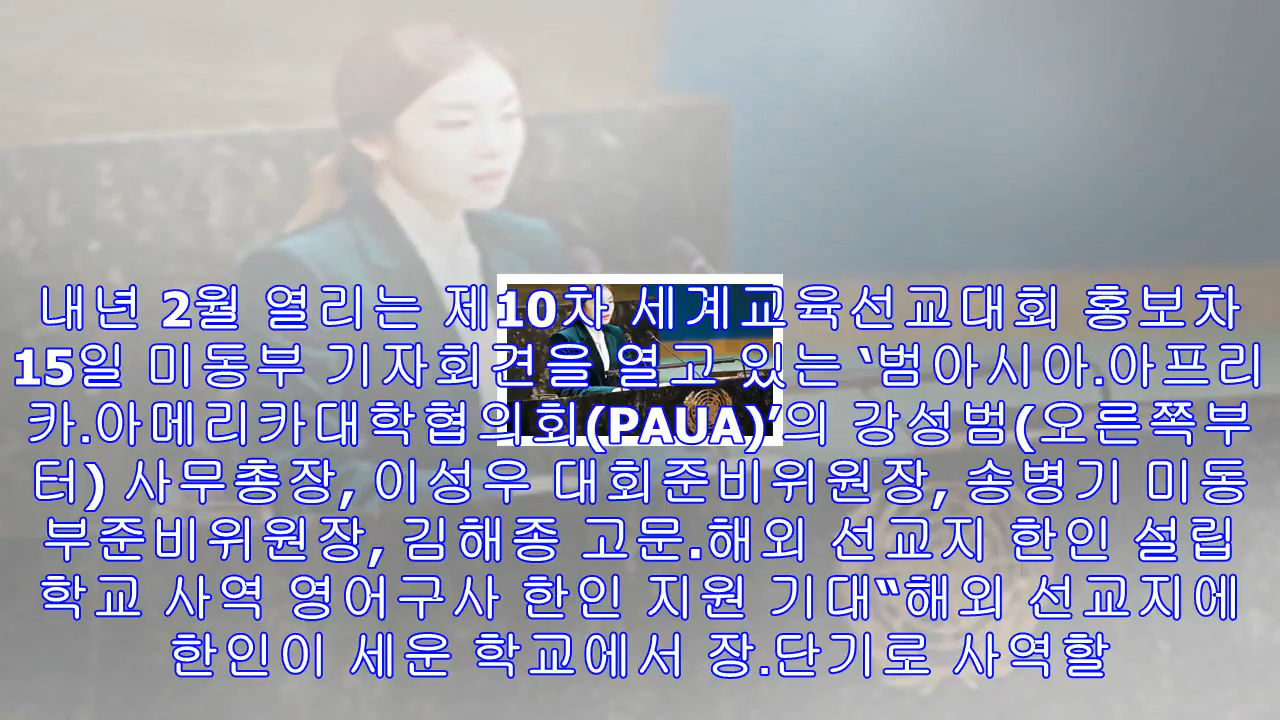 내년 2월 열리는 제10차 세계교육선교대회 홍보차
15일 미동부 기자회견을 열고 있는 ‘범아시아.아프리
카.아메리카대학협의회(PAUA)’의 강성범(오른쪽부
터) 사무총장, 이성우 대회준비위원장, 송병기 미동
부준비위원장, 김해종 고문.해외 선교지 한인 설립
학교 사역 영어구사 한인 지원 기대“해외 선교지에
한인이 세운 학교에서 장.단기로 사역할